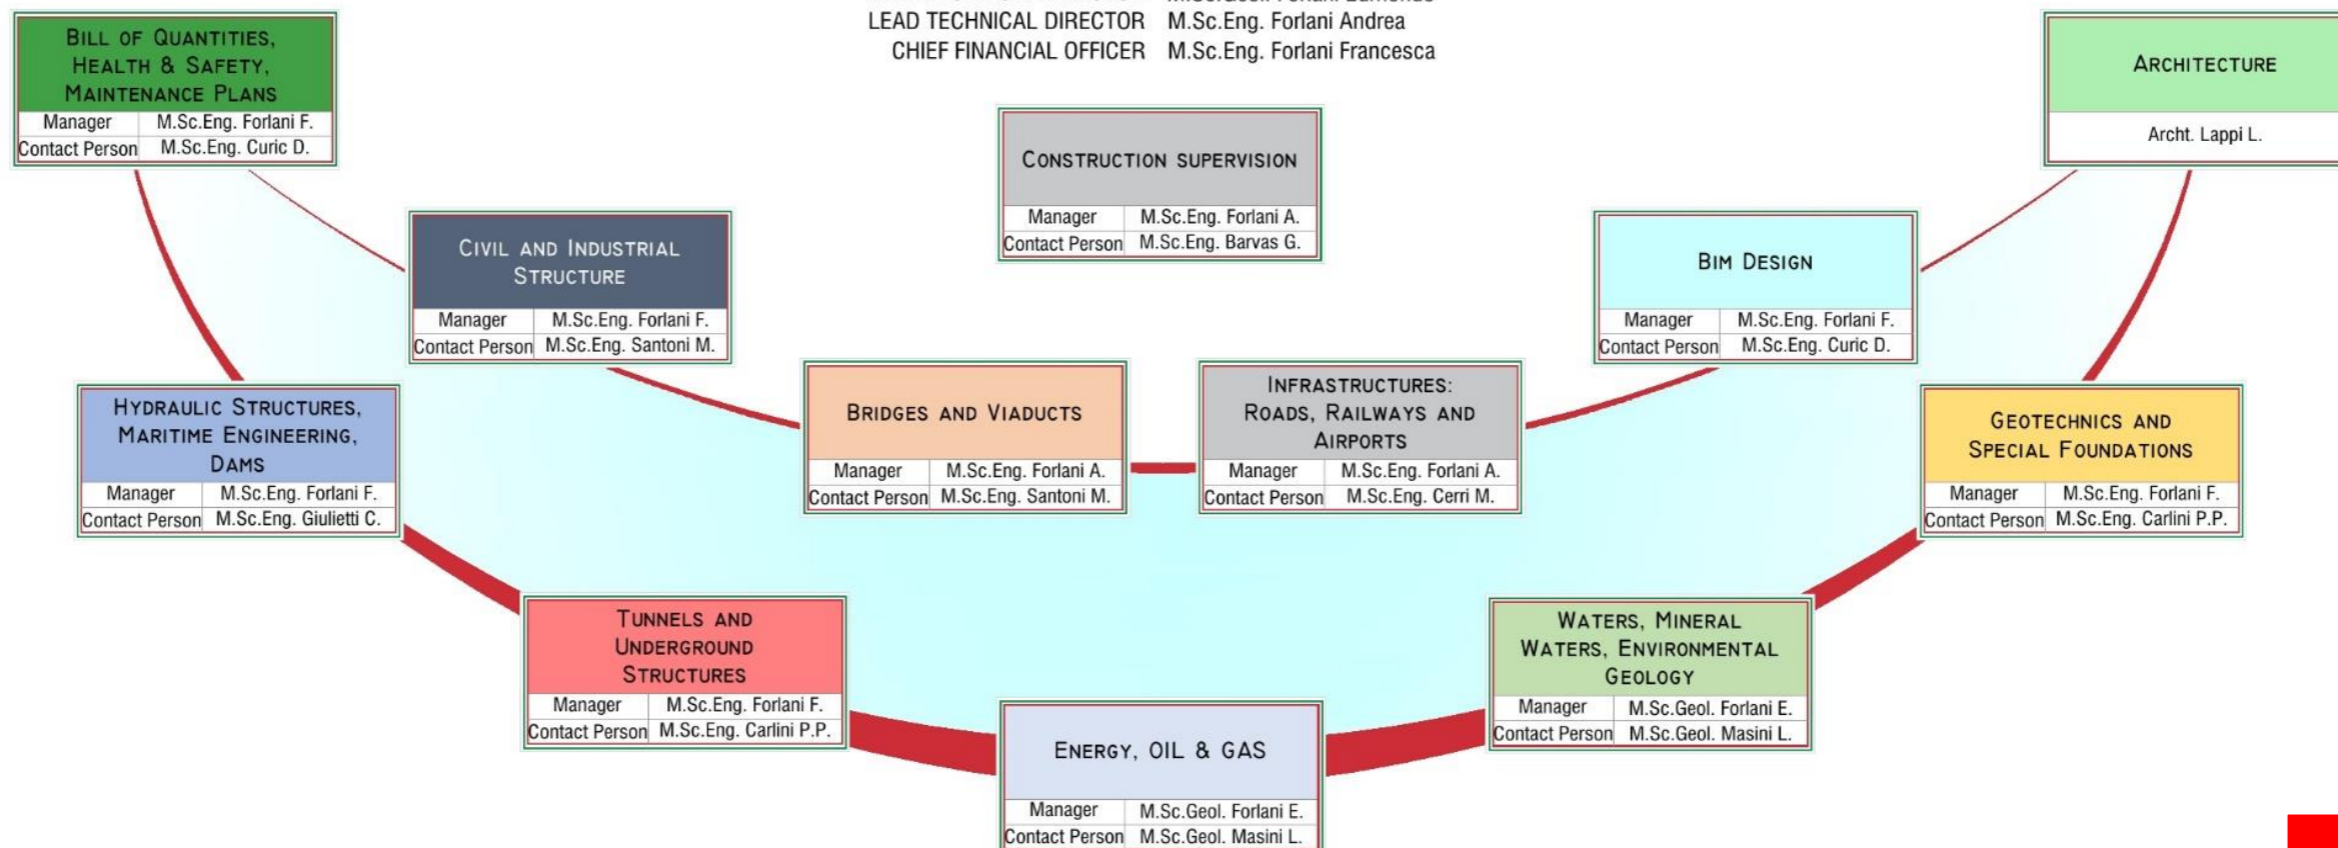 M.Sc.Geol. Forlani Edmondo
LEAD TECHNICAL DIRECTOR M.Sc.Eng. Forlani Andrea
CHIEF FINANCIAL OFFICER M.Sc.Eng. Forlani Francesca
BILL OF QUANTITIES,
HEALTH & SAFETY,
MAINTENANCE PLANS
Manager M.Sc.Eng. Forlani F.
Contact Person M.Sc.Eng. Curic D.
ARCHITECTURE
Archt. Lappi L.
CONSTRUCTION SUPERVISION
Manager M.Sc.Eng. Forlani A.
Contact Person M.Sc.Eng. Barvas G.
CIVIL AND INDUSTRIAL
STRUCTURE
Manager M.Sc.Eng. Forlani F.
Contact Person M.Sc.Eng. Santoni M.
BIM DESIGN
Manager M.Sc.Eng. Forlani F.
Contact Person M.Sc.Eng. Curic D.
HYDRAULIC STRUCTURES,
MARITIME ENGINEERING,
DAMS
Manager M.Sc.Eng. Forlani F.
Contact Person M.Sc.Eng. Giulietti C.
BRIDGES AND VIADUCTS
Manager M.Sc.Eng. Forlani A.
Contact Person M.Sc.Eng. Santoni M.
INFRASTRUCTURES:
ROADS, RAILWAYS AND
AIRPORTS
Manager M.Sc.Eng. Forlani A.
Contact Person M.Sc.Eng. Cerri M.
GEOTECHNICS AND
SPECIAL FOUNDATIONS
Manager M.Sc.Eng. Forlani F.
Contact Person M.Sc.Eng. Carlini P.P.
TUNNELS AND
UNDERGROUND
STRUCTURES
Manager M.Sc.Eng. Forlani F.
Contact Person M.Sc.Eng. Carlini P.P.
WATERS, MINERAL
WATERS, ENVIRONMENTAL
GEOLOGY
Manager M.Sc.Geol. Forlani E.
Contact Person M.Sc.Geol. Masini L.
ENERGY, OIL & GAS
Manager M.Sc.Geol. Forlani E.
Contact Person M.Sc.Geol. Masini L.